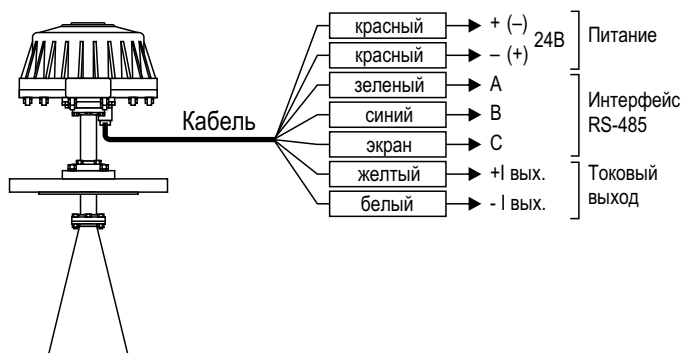 красный + (–)
24В Питание
красный – (+)
зеленый A
Интерфейс
Кабель синий B
RS-485
экран C
желтый +I вых. Токовый
выход
белый - I вых.